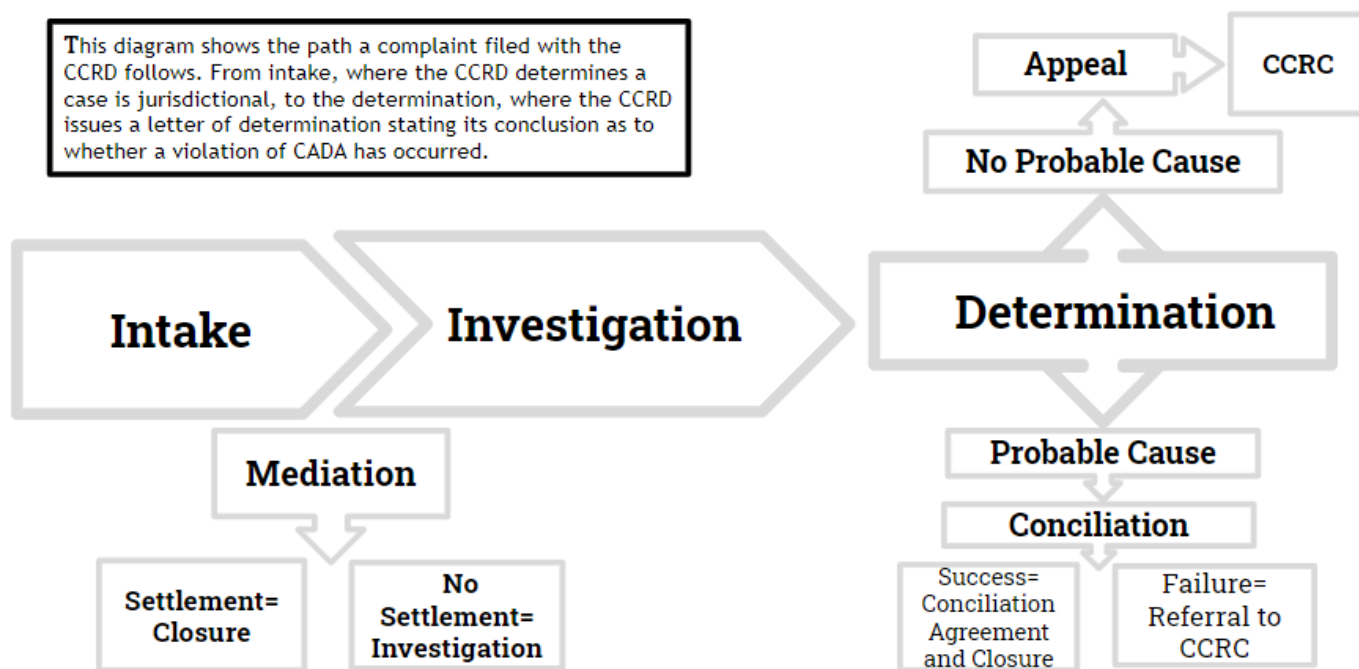 This diagram shows the path a complaint filed with the
CCRD follows. From intake, where the CCRD determines a
case is jurisdictional, to the determination, where the CCRD
issues a letter of determination stating its conclusion as to
whether a violation of CADA has occurred.
Appeal
CCRC
No Probable Cause
Intake
Investigation
Determination
Mediation
Settlement=
Closure
No
Settlement=
Investigation
Probable Cause
Conciliation
Success=
Conciliation
Agreement
and Closure
Failure=
Referral to
CCRC